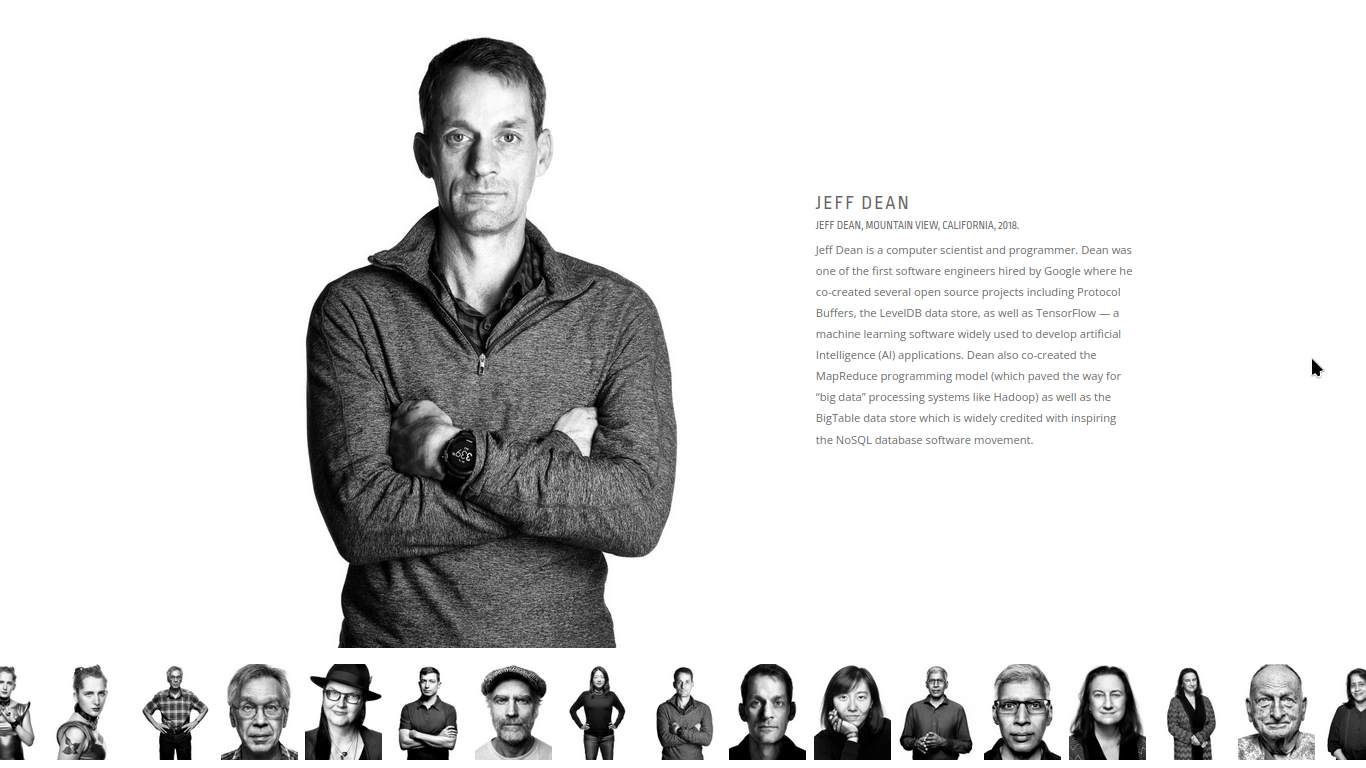 JEFF DEAN
JEFF DEAN, MOUNTAIN VIEW, CALIFORNIA, 2018.
Jeff Dean is a computer scientist and programmer. Dean was
one of the first software engineers hired by Google where he
co-created several open source projects including Protocol
Buffers, the LevelDB data store, as well as TensorFlow — a
machine learning software widely used to develop artificial
Intelligence (AI) applications. Dean also co-created the
MapReduce programming model (which paved the way for
“big data” processing systems like Hadoop) as well as the
BigTable data store which is widely credited with inspiring
the NoSQL database software movement.